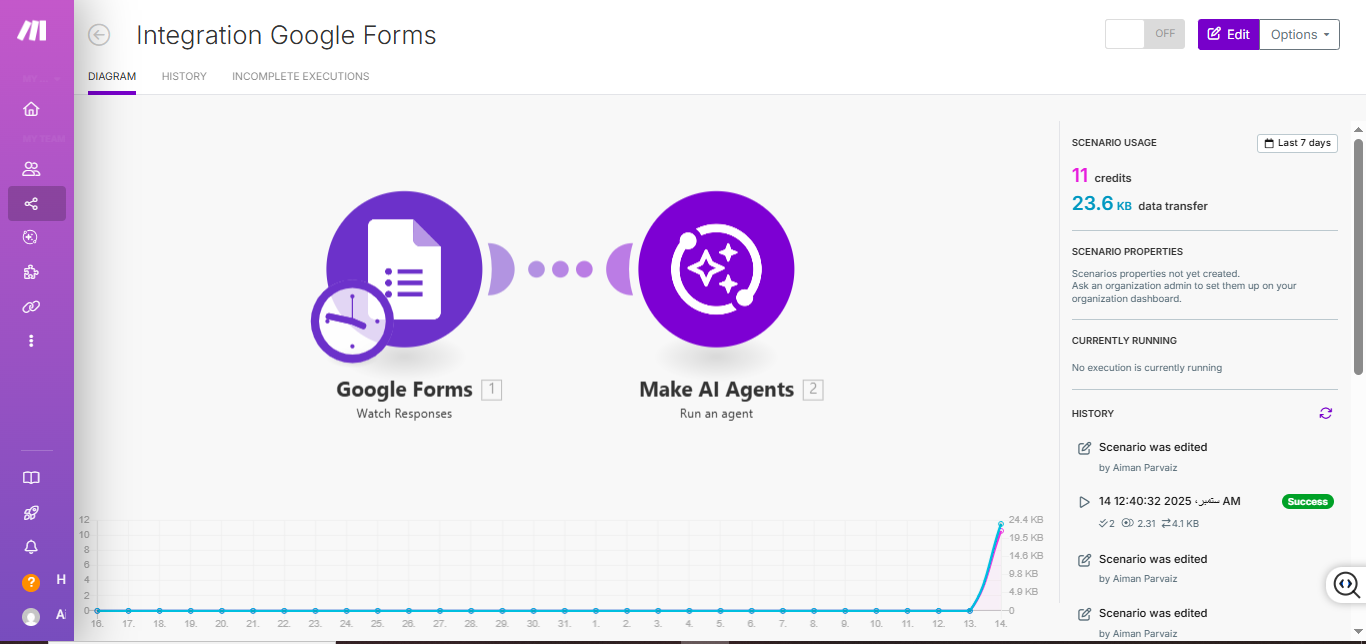 Integration Google Forms
OFF
Edit
Options
DIAGRAM HISTORY INCOMPLETE EXECUTIONS
MY TEAM
SCENARIO USAGE
Last 7 days
11 credits
23.6 KB data transfer
SCENARIO PROPERTIES
Scenarios properties not yet created.
Ask an organization admin to set them up on your
organization dashboard.
CURRENTLY RUNNING
No execution is currently running
HISTORY
Scenario was edited
by Aiman Parvaiz
14 12:40:32 2025 ستمبر، AM
Success
2 2.31 4.1 KB
Scenario was edited
by Aiman Parvaiz
Scenario was edited
by Aiman Parvaiz
Google Forms 1
Watch Responses
Make AI Agents 2
Run an agent
12
10
8
6
4
2
0
24.4 KB
19.5 KB
14.6 KB
9.8 KB
4.9 KB
0
16. 17. 18. 19. 20. 21. 22. 23. 24. 25. 26. 27. 28. 29. 30. 31. 1. 2. 3. 4. 5. 6. 7. 8. 9. 10. 11. 12. 13. 14.
?
H
Ai